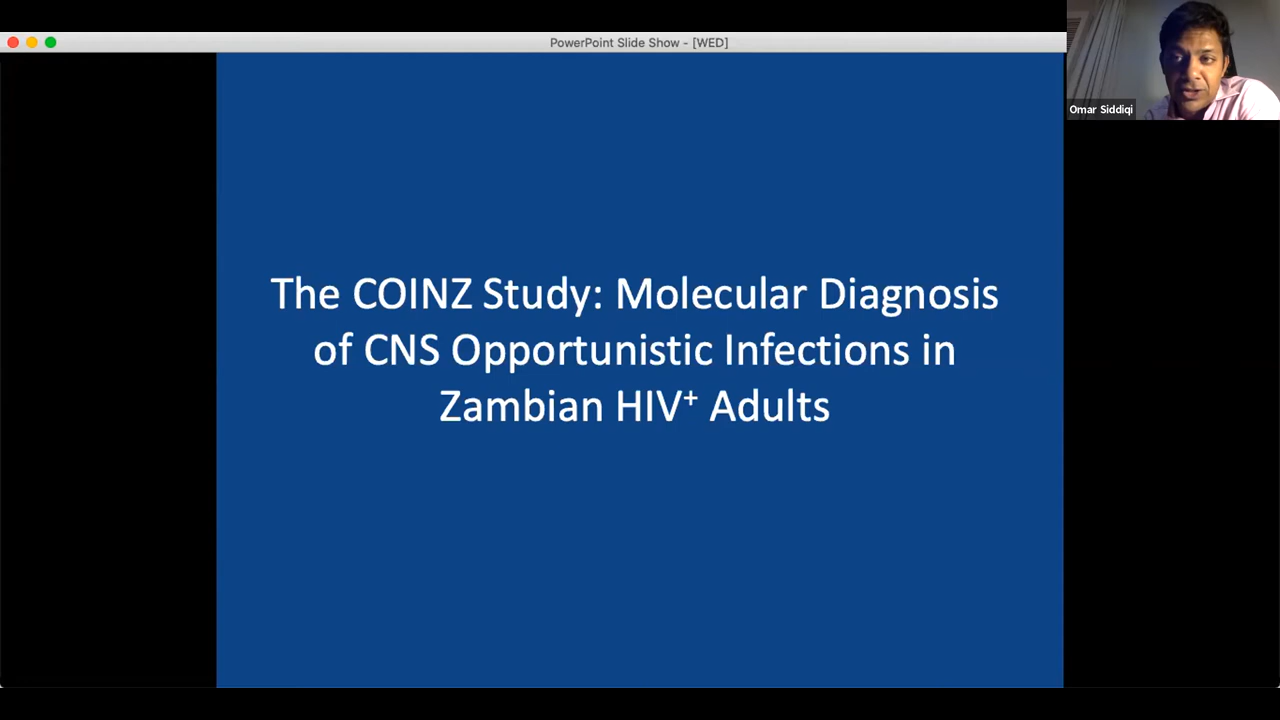 PowerPoint Slide Show - [WED]
Omar Siddiqi
The COINZ Study: Molecular Diagnosis
of CNS Opportunistic Infections in
Zambian HIV⁺ Adults